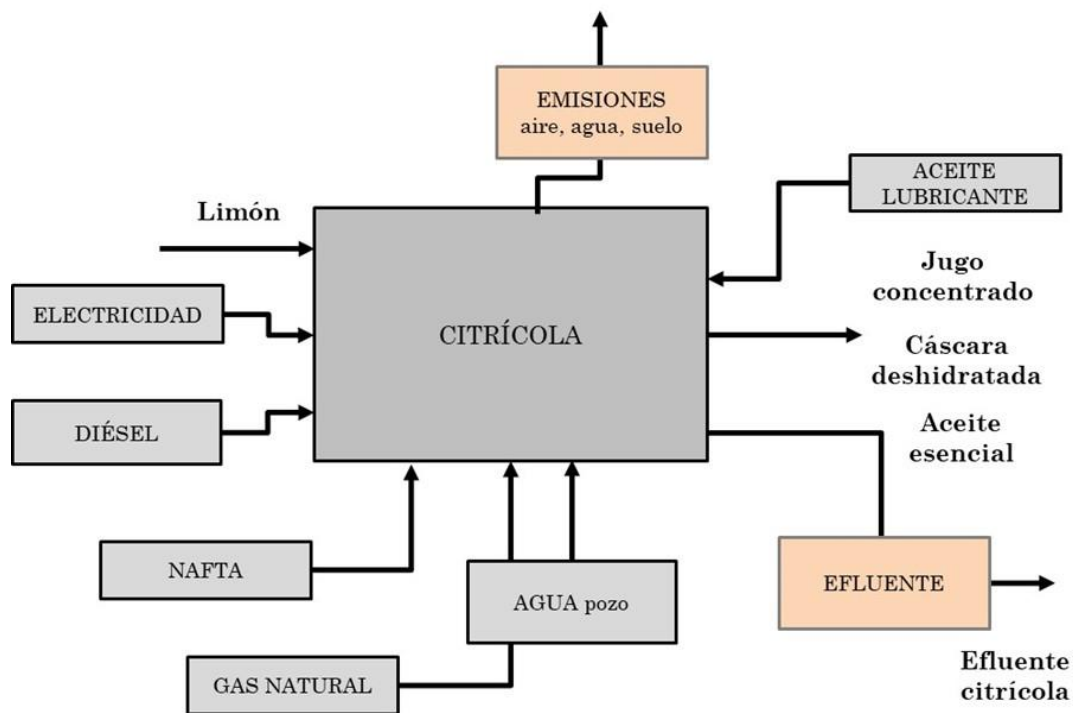 EMISIONES
aire, agua, suelo
ACEITE
LUBRICANTE
Limón
ELECTRICIDAD
CITRÍCOLA
Jugo
concentrado
Cáscara
deshidratada
DIÉSEL
Aceite
esencial
NAFTA
AGUA pozo
EFLUENTE
GAS NATURAL
Efluente
citrícola